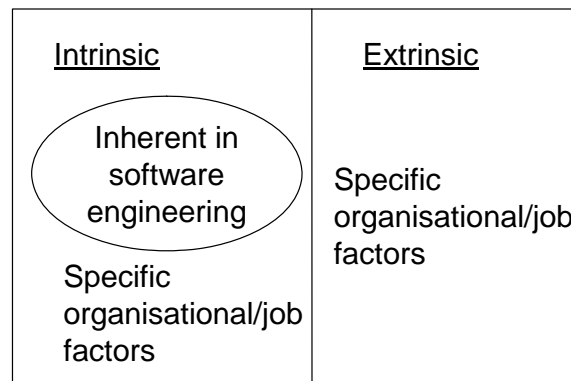 Intrinsic
Inherent in
software
engineering
Specific
organisational/job
factors
Extrinsic
Specific
organisational/job
factors